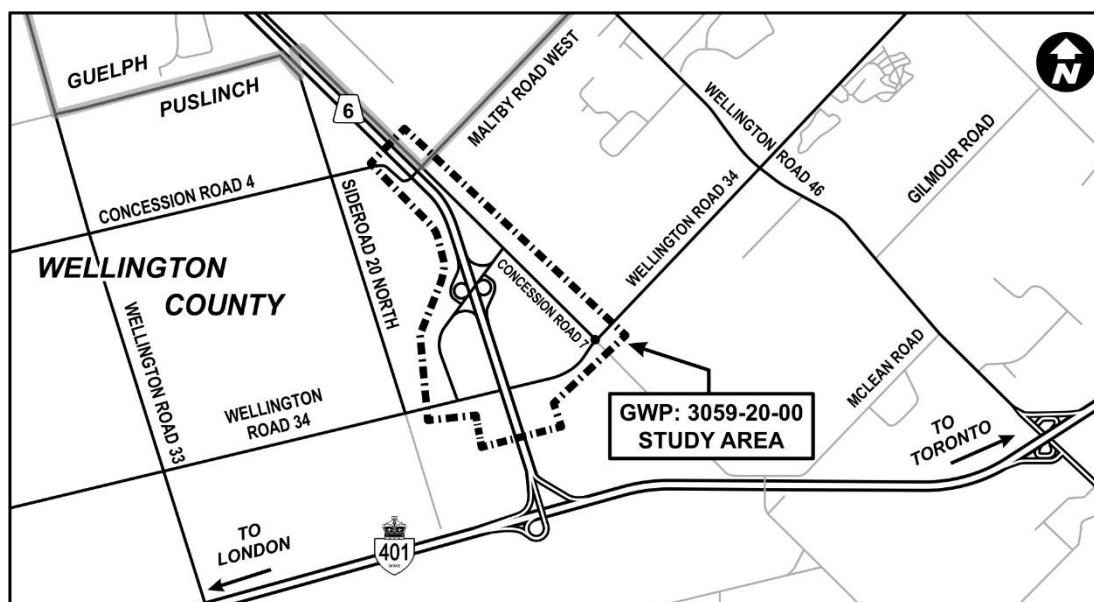 GUELPH
PUSLINCH
6
MALTBY ROAD WEST
N
WELLINGTON
ROAD 46
GILMOUR ROAD
CONCESSION ROAD 4
SIDEROAD 20 NORTH
WELLINGTON ROAD 34
WELLINGTON
COUNTY
CONCESSION ROAD 7
WELLINGTON ROAD 33
WELLINGTON
ROAD 34
MCLEAN ROAD
GWP: 3059-20-00
STUDY AREA
TO
TORONTO
TO
LONDON
401